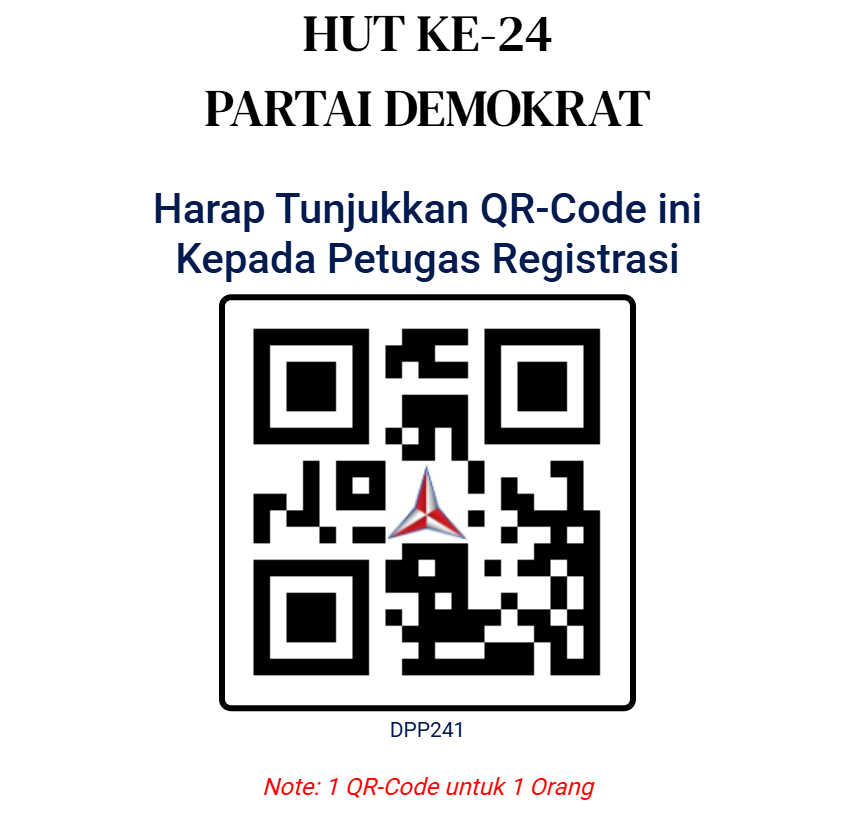 HUT KE-24
PARTAI DEMOKRAT
Harap Tunjukkan QR-Code ini
Kepada Petugas Registrasi
DPP241
Note: 1 QR-Code untuk 1 Orang